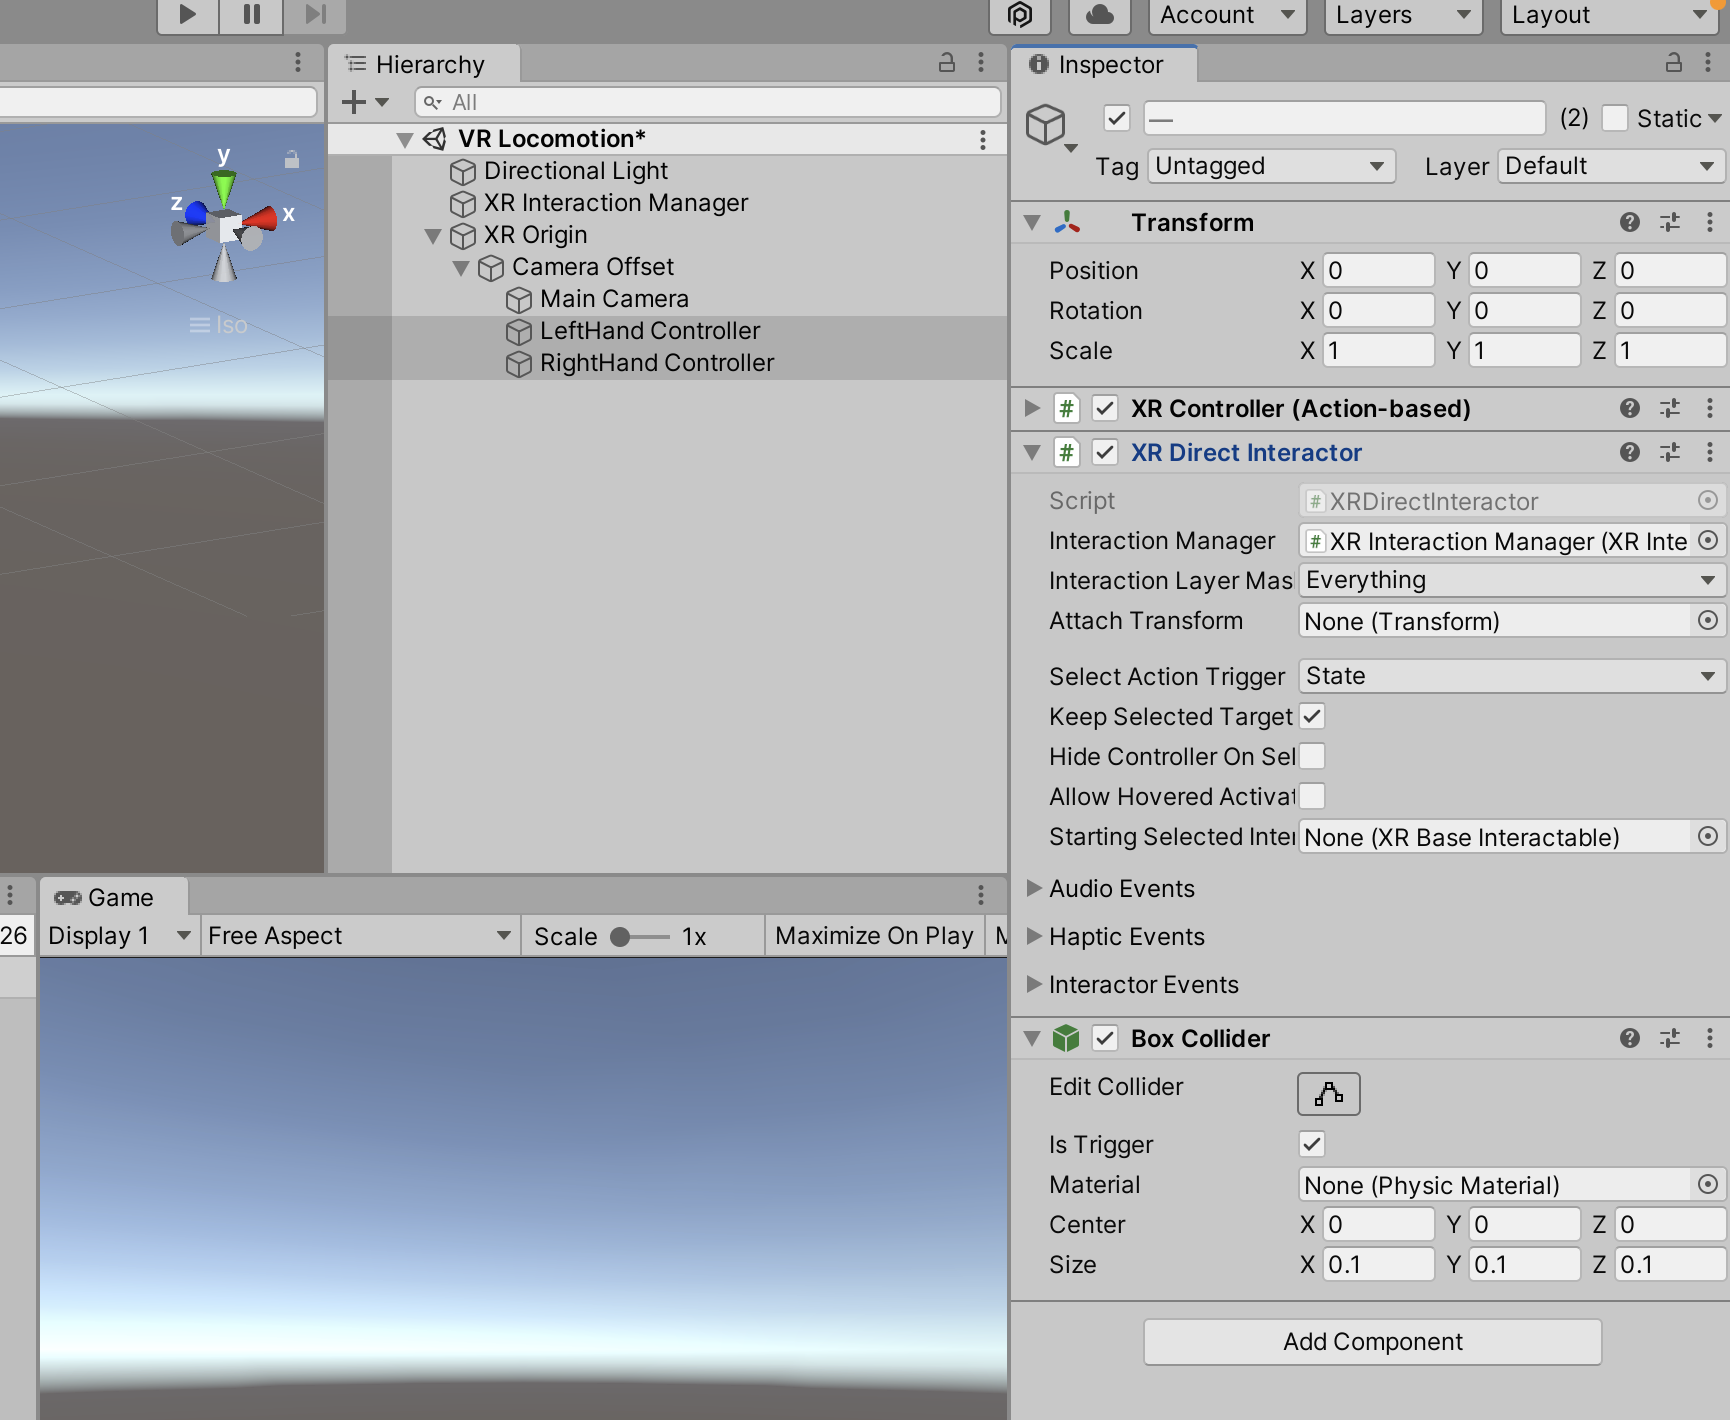 Account
Layers
Layout
Hierarchy
All
VR Locomotion*
Directional Light
XR Interaction Manager
XR Origin
Camera Offset
Main Camera
LeftHand Controller
RightHand Controller
y
z
x
Iso
26
Game
Display 1
Free Aspect
Scale
1x
Maximize On Play
M
Inspector
— (2) Static
Tag Untagged Layer Default
Transform
Position X 0 Y 0 Z 0
Rotation X 0 Y 0 Z 0
Scale X 1 Y 1 Z 1
# XR Controller (Action-based)
# XR Direct Interactor
Script # XRDirectInteractor
Interaction Manager # XR Interaction Manager (XR Inte
Interaction Layer Mas Everything
Attach Transform None (Transform)
Select Action Trigger State
Keep Selected Target
Hide Controller On Sel
Allow Hovered Activat
Starting Selected Inter None (XR Base Interactable)
Audio Events
Haptic Events
Interactor Events
Box Collider
Edit Collider
Is Trigger
Material None (Physic Material)
Center X 0 Y 0 Z 0
Size X 0.1 Y 0.1 Z 0.1
Add Component